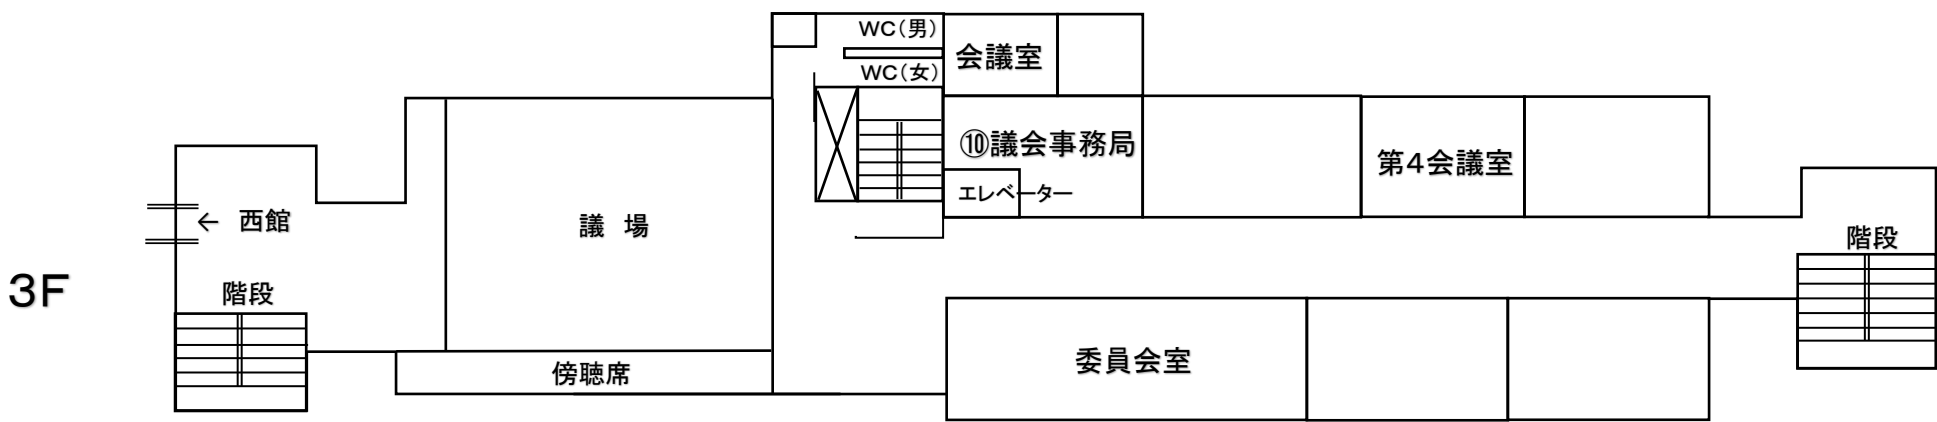 WC(男)
WC(女)
会議室
⑩議会事務局
エレベーター
第4会議室
← 西館
議 場
階段
3F
階段
傍聴席
委員会室